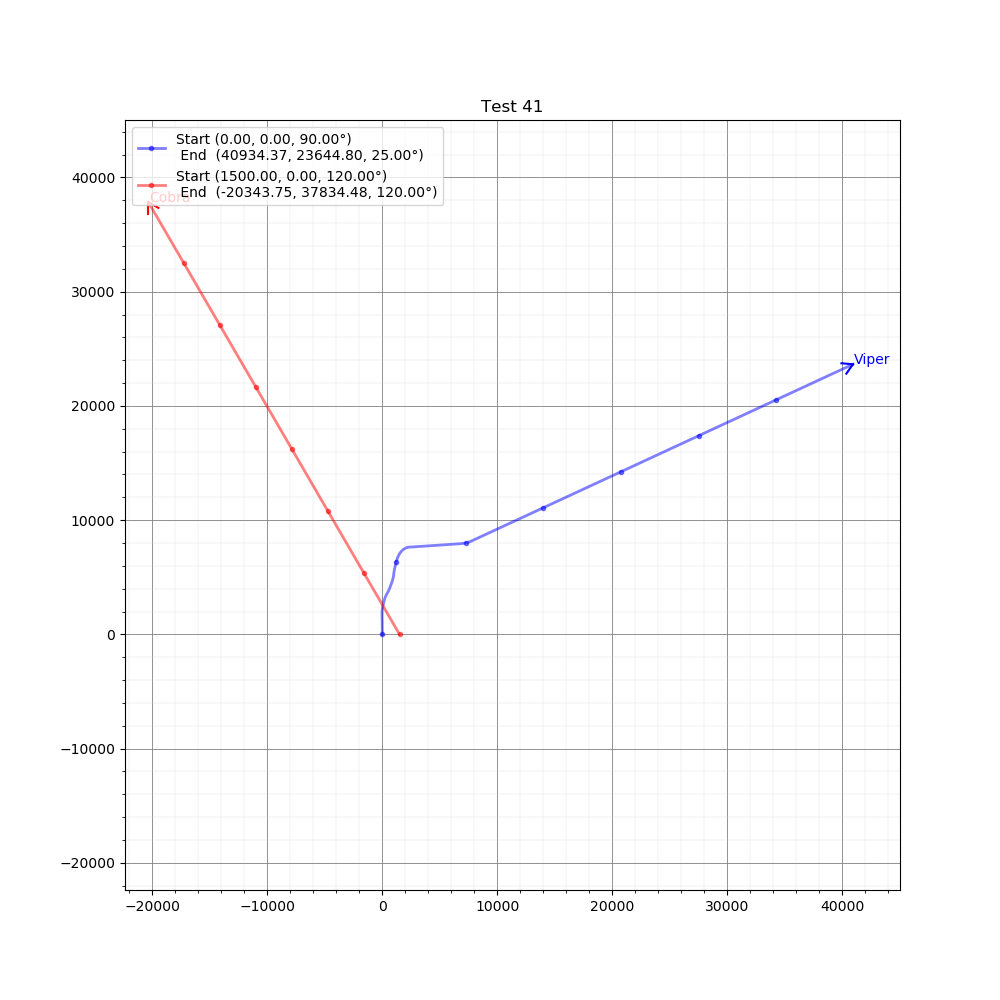 Test 41
Start (0.00, 0.00, 90.00°)
End (40934.37, 23644.80, 25.00°)
Start (1500.00, 0.00, 120.00°)
End (-20343.75, 37834.48, 120.00°)
Cobra
Viper
40000
30000
20000
10000
0
−10000
−20000
−20000 −10000 0 10000 20000 30000 40000